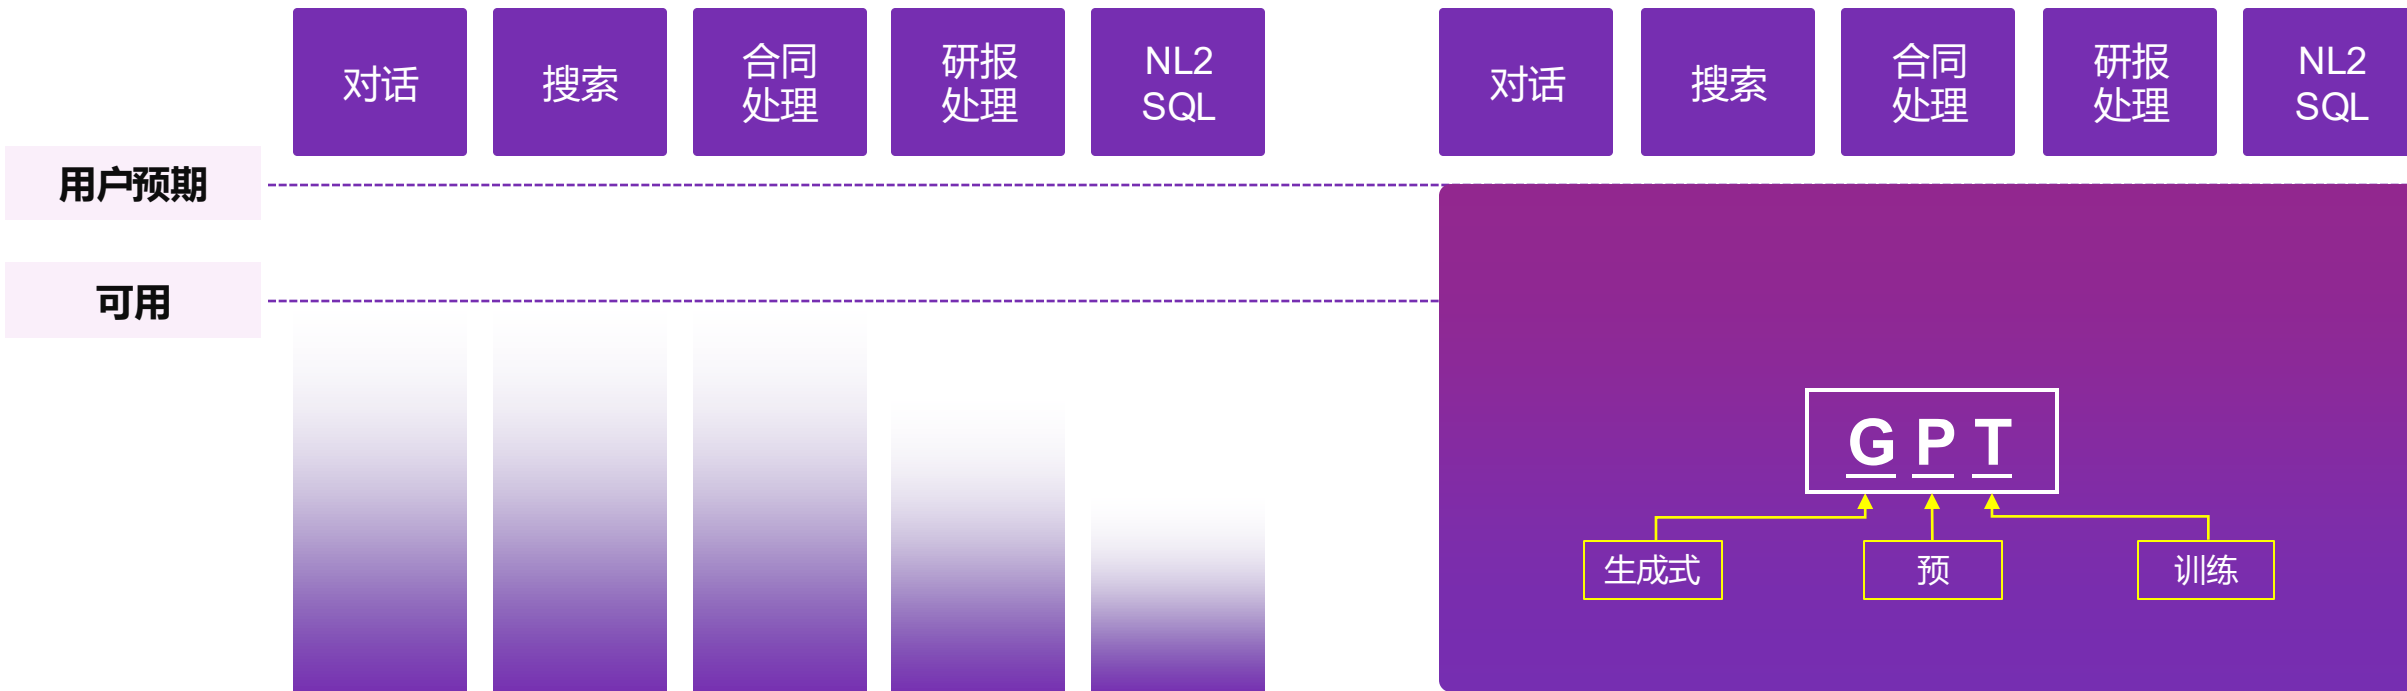 对话
搜索
合同
处理
研报
处理
NL2
SQL
对话
搜索
合同
处理
研报
处理
NL2
SQL
用户预期
可用
GPT
生成式
预
训练